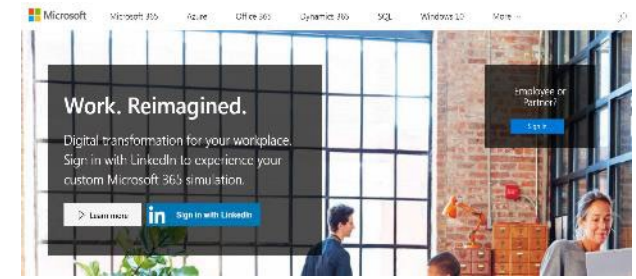 Microsoft Microsoft 365 Azure Office 365 Dynamics 365 SQL Windows 10 More
Work. Reimagined.
Digital transformation for your workplace.
Sign in with LinkedIn to experience your
custom Microsoft 365 simulation.
Learn more in Sign in with LinkedIn
Employee or
Partner?
Sign in